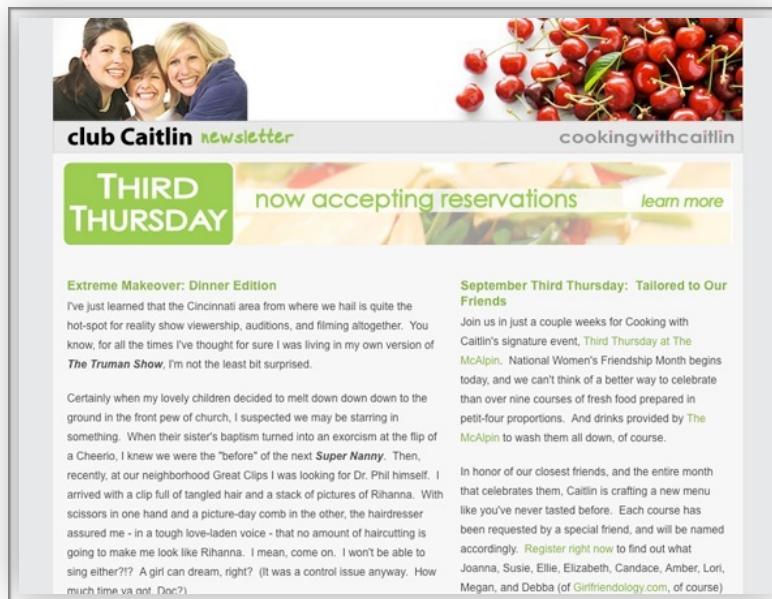 club Caitlin newsletter
cookingwithcaitlin
THIRD
THURSDAY
now accepting reservations
learn more
Extreme Makeover: Dinner Edition
I've just learned that the Cincinnati area from where we hail is quite the
hot-spot for reality show viewership, auditions, and filming altogether. You
know, for all the times I've thought for sure I was living in my own version of
The Truman Show, I'm not the least bit surprised.
Certainly when my lovely children decided to melt down down down to the
ground in the front pew of church, I suspected we may be starring in
something. When their sister's baptism turned into an exorcism at the flip of
a Cheerio, I knew we were the "before" of the next Super Nanny. Then,
recently, at our neighborhood Great Clips I was looking for Dr. Phil himself. I
arrived with a clip full of tangled hair and a stack of pictures of Rihanna. With
scissors in one hand and a picture-day comb in the other, the hairdresser
assured me - in a tough love-laden voice - that no amount of haircutting is
going to make me look like Rihanna. I mean, come on. I won't be able to
sing either?!? A girl can dream, right? (It was a control issue anyway. How
much time ya got, Doc?)
September Third Thursday: Tailored to Our
Friends
Join us in just a couple weeks for Cooking with
Caitlin's signature event, Third Thursday at The
McAlpin. National Women's Friendship Month begins
today, and we can't think of a better way to celebrate
than over nine courses of fresh food prepared in
petit-four proportions. And drinks provided by The
McAlpin to wash them all down, of course.
In honor of our closest friends, and the entire month
that celebrates them, Caitlin is crafting a new menu
like you've never tasted before. Each course has
been requested by a special friend, and will be named
accordingly. Register right now to find out what
Joanna, Susie, Ellie, Elizabeth, Candace, Amber, Lori,
Megan, and Debba (of Girlfriendology.com, of course)